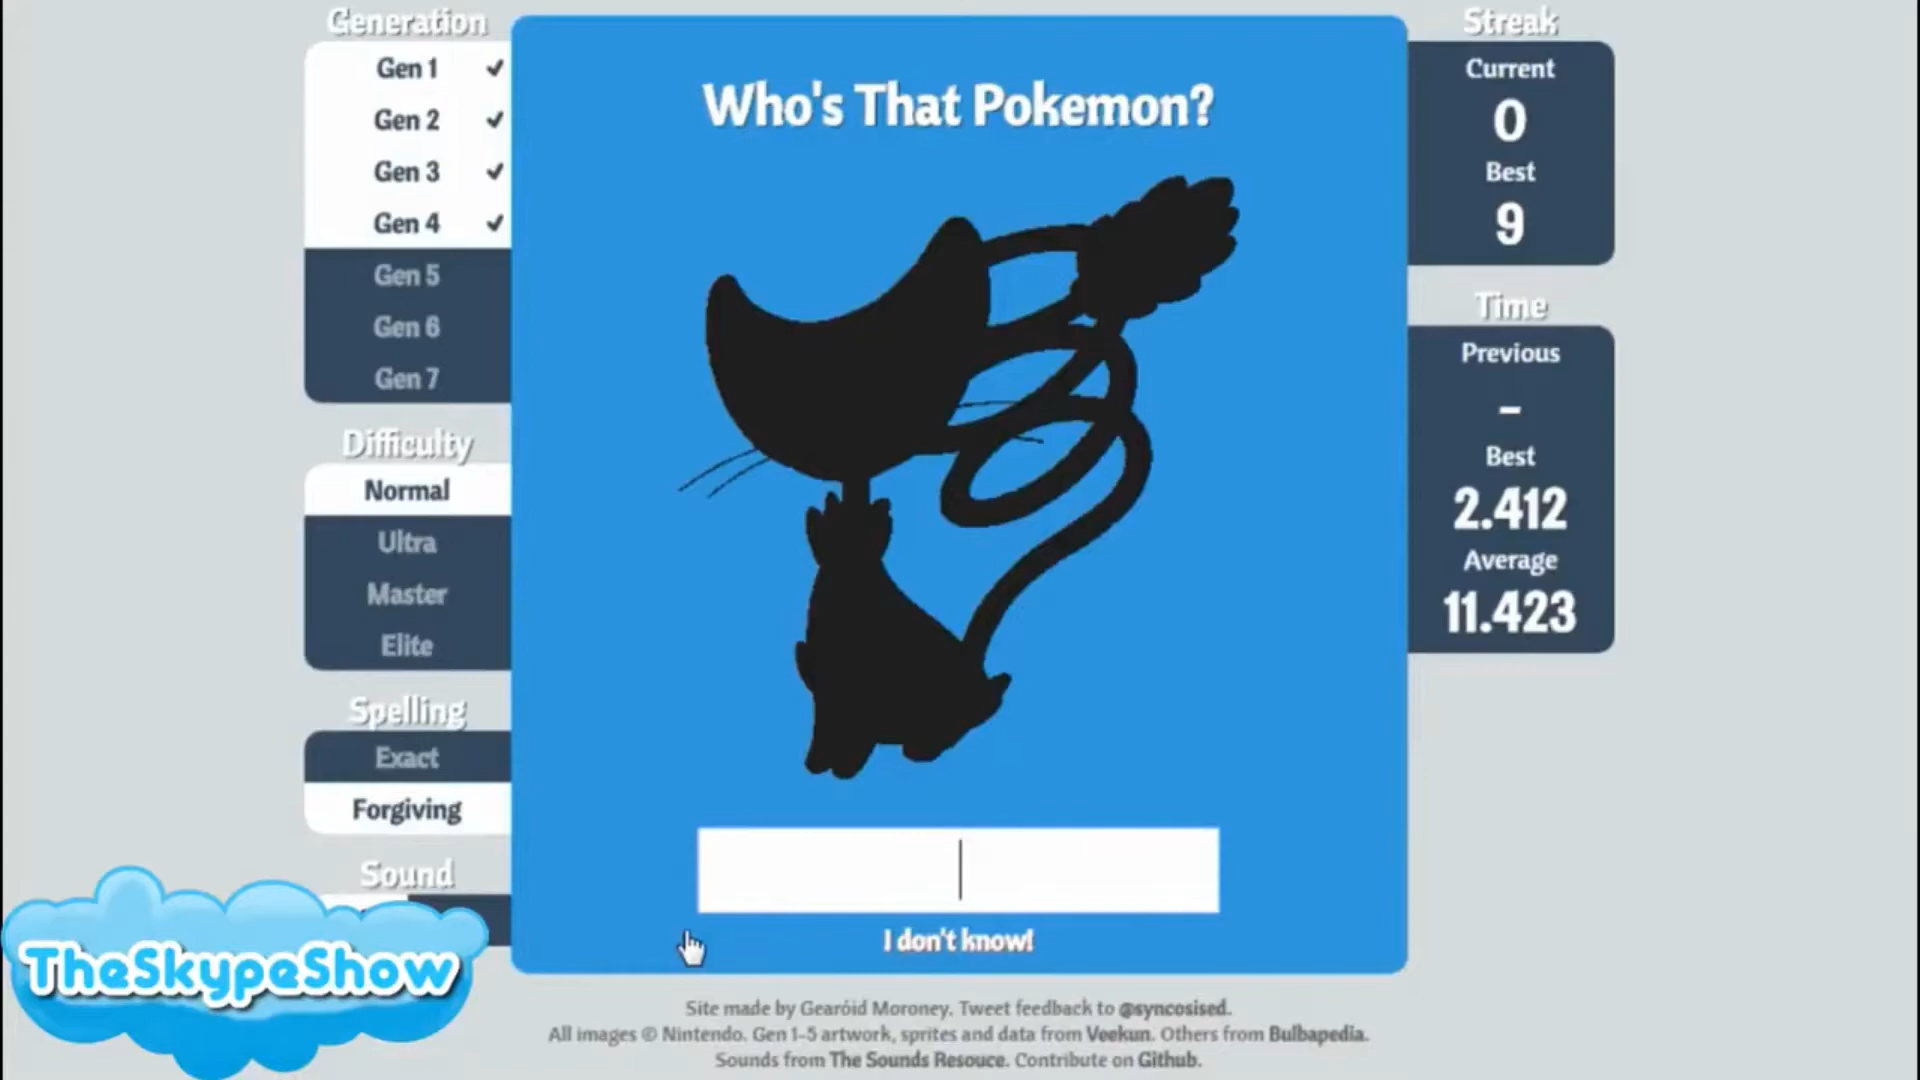 Generation
Gen 1
Gen 2
Gen 3
Gen 4
Gen 5
Gen 6
Gen 7
Difficulty
Normal
Ultra
Master
Elite
Spelling
Exact
Forgiving
Sound
TheSkypeShow
Who's That Pokemon?
I don't know!
Streak
Current
0
Best
9
Time
Previous
-
Best
2.412
Average
11.423
Site made by Gearóid Moroney. Tweet feedback to @syncosised.
All images © Nintendo. Gen 1-5 artwork, sprites and data from Veekun. Others from Bulbapedia.
Sounds from The Sounds Resouce. Contribute on Github.